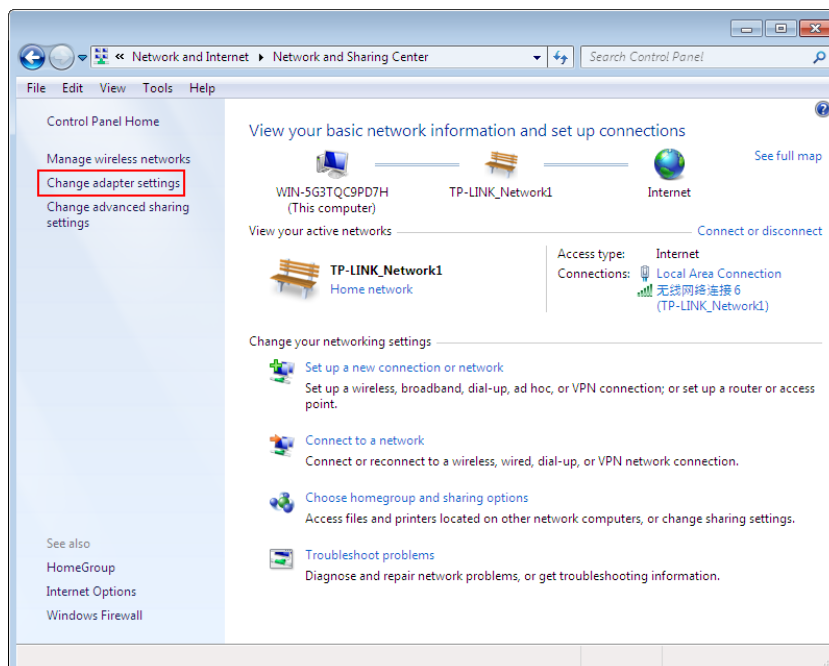 « Network and Internet ▸ Network and Sharing Center
Search Control Panel
File Edit View Tools Help
Control Panel Home
Manage wireless networks
Change adapter settings
Change advanced sharing
settings
See also
HomeGroup
Internet Options
Windows Firewall
View your basic network information and set up connections
See full map
WIN-5G3TQC9PD7H
(This computer)
TP-LINK_Network1
Internet
View your active networks
Connect or disconnect
TP-LINK_Network1
Home network
Access type: Internet
Connections: Local Area Connection
无线网络连接 6
(TP-LINK_Network1)
Change your networking settings
Set up a new connection or network
Set up a wireless, broadband, dial-up, ad hoc, or VPN connection; or set up a router or access
point.
Connect to a network
Connect or reconnect to a wireless, wired, dial-up, or VPN network connection.
Choose homegroup and sharing options
Access files and printers located on other network computers, or change sharing settings.
Troubleshoot problems
Diagnose and repair network problems, or get troubleshooting information.